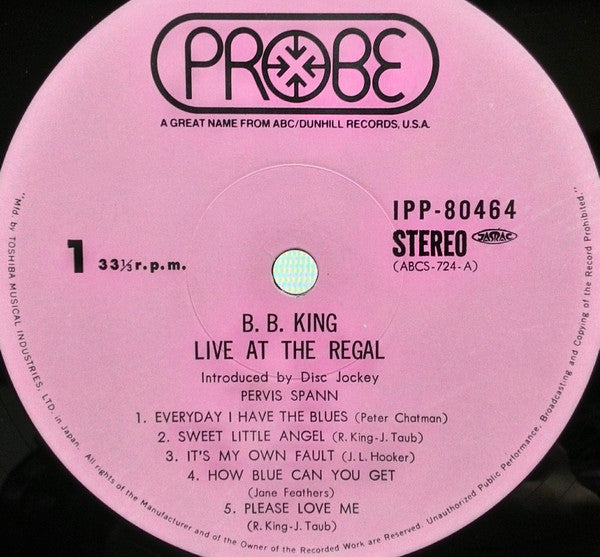 PROBE
A GREAT NAME FROM ABC/DUNHILL RECORDS, U.S.A.
IPP-80464
1 33⅓ r.p.m.
STEREO JASRAC
(ABCS-724-A)
B. B. KING
LIVE AT THE REGAL
Introduced by Disc Jockey
PERVIS SPANN
1. EVERYDAY I HAVE THE BLUES (Peter Chatman)
2. SWEET LITTLE ANGEL (R. King-J. Taub)
3. IT'S MY OWN FAULT (J. L. Hooker)
4. HOW BLUE CAN YOU GET
(Jane Feathers)
5. PLEASE LOVE ME
(R. King-J. Taub)
"Mfd. by TOSHIBA MUSICAL INDUSTRIES, LTD. in Japan. All rights of the Manufacturer and of the Owner of the Recorded Work are Reserved. Unauthorized Public Performance, Broadcasting and Copying of the Record Prohibited."